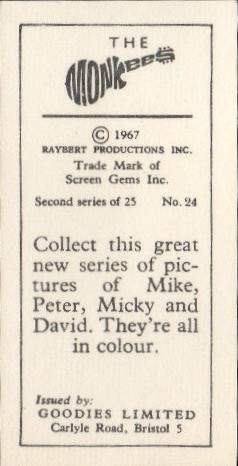 THE
MONKEES
© 1967
RAYBERT PRODUCTIONS INC.
Trade Mark of
Screen Gems Inc.
Second series of 25 No. 24
Collect this great
new series of pic-
tures of Mike,
Peter, Micky and
David. They're all
in colour.
Issued by:
GOODIES LIMITED
Carlyle Road, Bristol 5